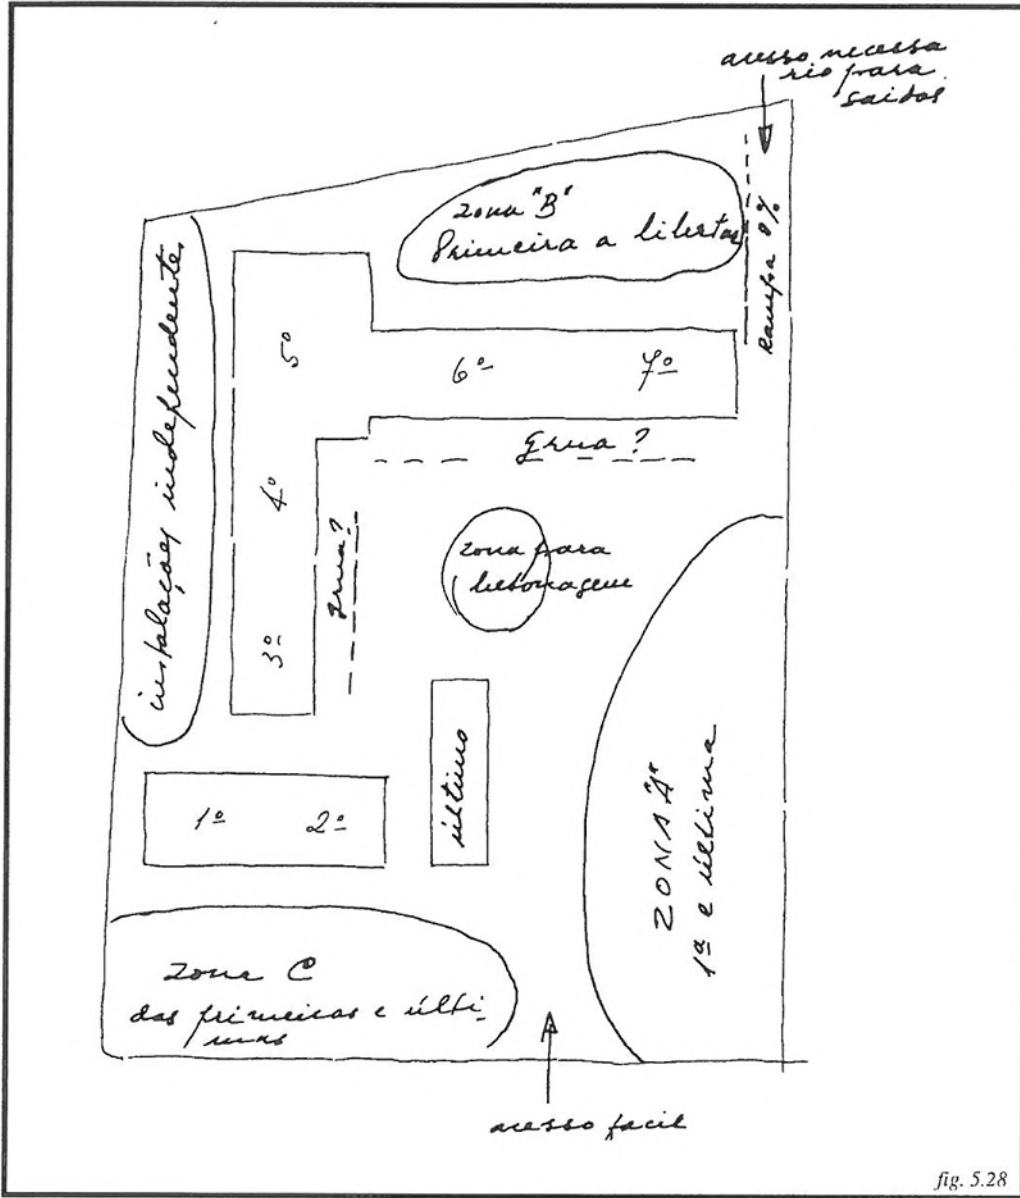 acesso necessa
rio para
saidas
zona "B"
Primeira a libertar
Rampa 8%
instalações independentes
5º
6º
7º
grua ?
4º
grua ?
zona para
betonagem
3º
último
1º
2º
ZONA "A"
1ª e última
zona C
das primeiras e últi-
mas
acesso facil
fig. 5.28